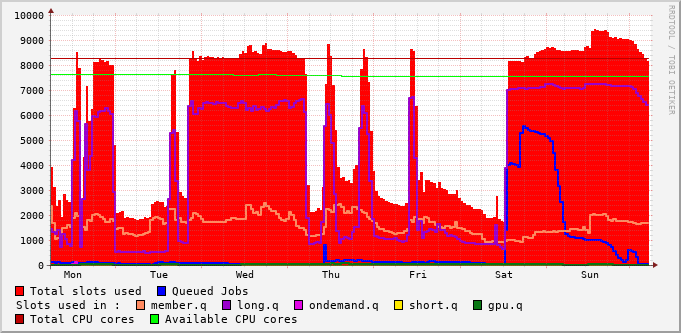 10000
9000
8000
7000
6000
5000
4000
3000
2000
1000
0
Mon Tue Wed Thu Fri Sat Sun
RRDTOOL / TOBI OETIKER
Total slots used Queued Jobs
Slots used in : member.q long.q ondemand.q short.q gpu.q
Total CPU cores Available CPU cores